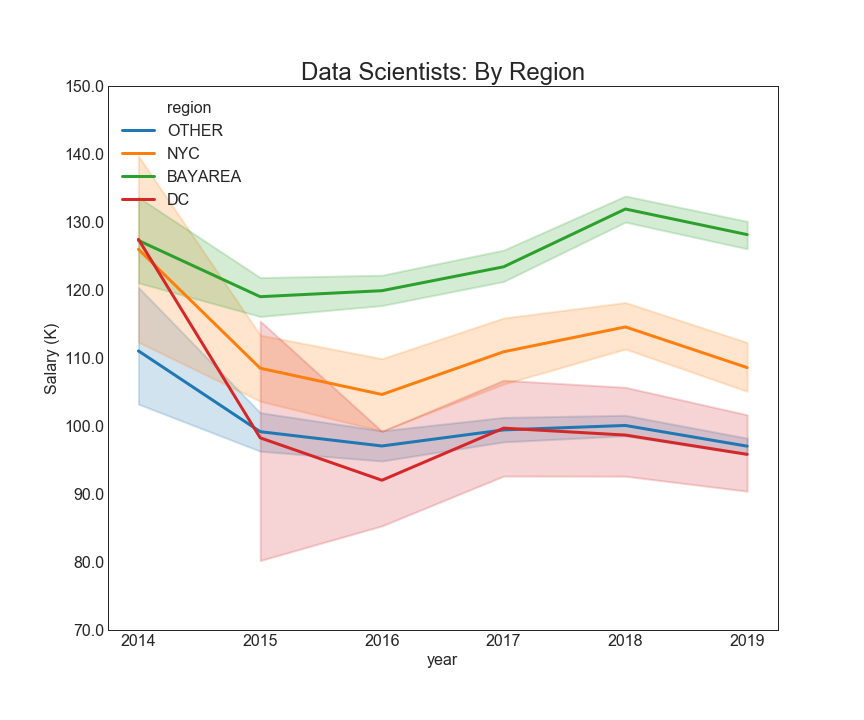 Data Scientists: By Region
150.0
140.0
130.0
120.0
110.0
100.0
90.0
80.0
70.0
Salary (K)
region
OTHER
NYC
BAYAREA
DC
2014 2015 2016 2017 2018 2019
year